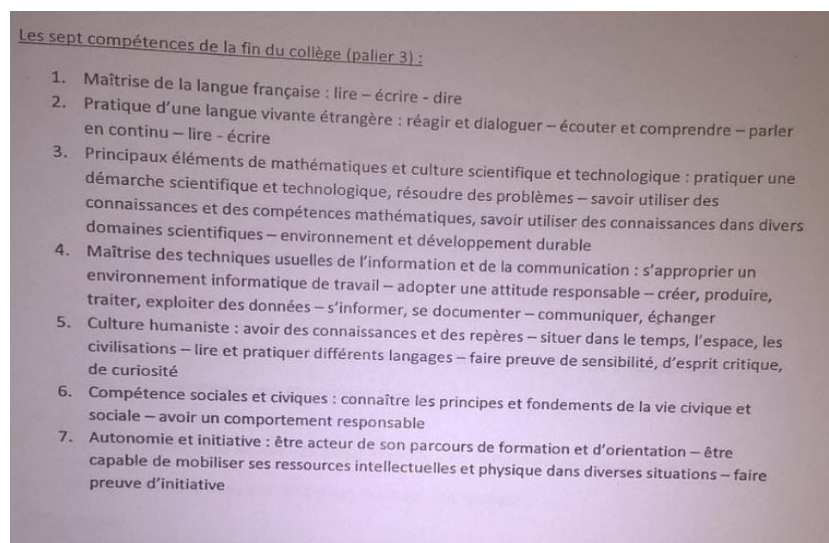 Les sept compétences de la fin du collège (palier 3) :
1. Maîtrise de la langue française : lire – écrire - dire
2. Pratique d'une langue vivante étrangère : réagir et dialoguer – écouter et comprendre – parler
en continu – lire - écrire
3. Principaux éléments de mathématiques et culture scientifique et technologique : pratiquer une
démarche scientifique et technologique, résoudre des problèmes – savoir utiliser des
connaissances et des compétences mathématiques, savoir utiliser des connaissances dans divers
domaines scientifiques – environnement et développement durable
4. Maîtrise des techniques usuelles de l'information et de la communication : s'approprier un
environnement informatique de travail – adopter une attitude responsable – créer, produire,
traiter, exploiter des données – s'informer, se documenter – communiquer, échanger
5. Culture humaniste : avoir des connaissances et des repères – situer dans le temps, l'espace, les
civilisations – lire et pratiquer différents langages – faire preuve de sensibilité, d'esprit critique,
de curiosité
6. Compétence sociales et civiques : connaître les principes et fondements de la vie civique et
sociale – avoir un comportement responsable
7. Autonomie et initiative : être acteur de son parcours de formation et d'orientation – être
capable de mobiliser ses ressources intellectuelles et physique dans diverses situations – faire
preuve d'initiative